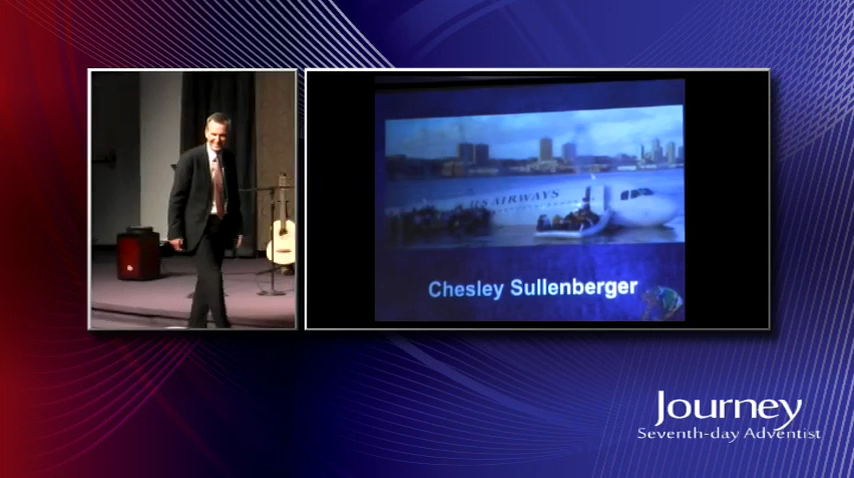 US AIRWAYS
Chesley Sullenberger
Journey
Seventh-day Adventist